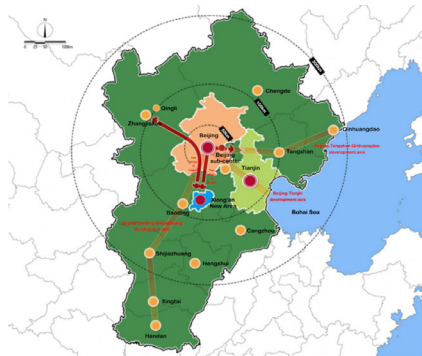 N
0 25 50 100km
Chengde
Qingli
Zhangjiakou
Qinhuangdao
Beijing
Beijing
sub-center
Tangshan
Beijing-Tangshan-Qinhuangdao
development axis
Tianjin
Beijing-Tianjin
development axis
Xiong'an
New Area
Baoding
Bohai Sea
Cangzhou
Shijiazhuang
Hengshui
Xingtai
Handan